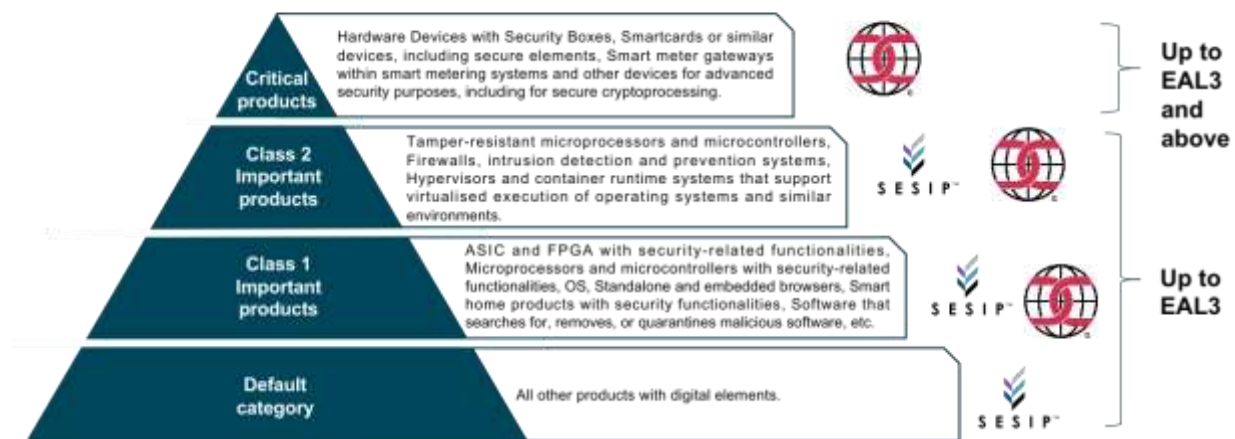 Critical
products
Hardware Devices with Security Boxes, Smartcards or similar
devices, including secure elements, Smart meter gateways
within smart metering systems and other devices for advanced
security purposes, including for secure cryptoprocessing.
Up to
EAL3
and
above
Class 2
Important
products
Tamper-resistant microprocessors and microcontrollers,
Firewalls, intrusion detection and prevention systems,
Hypervisors and container runtime systems that support
virtualised execution of operating systems and similar
environments.
SESIP™
Class 1
Important
products
ASIC and FPGA with security-related functionalities,
Microprocessors and microcontrollers with security-related
functionalities, OS, Standalone and embedded browsers, Smart
home products with security functionalities, Software that
searches for, removes, or quarantines malicious software, etc.
SESIP™
Up to
EAL3
Default
category
All other products with digital elements.
SESIP™